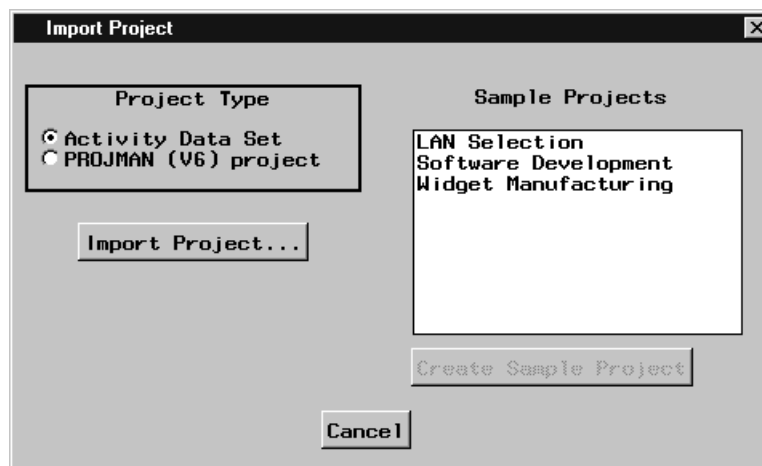 Import Project
Project Type
Activity Data Set
PROJMAN (V6) project
Import Project...
Sample Projects
LAN Selection
Software Development
Widget Manufacturing
Create Sample Project
Cancel